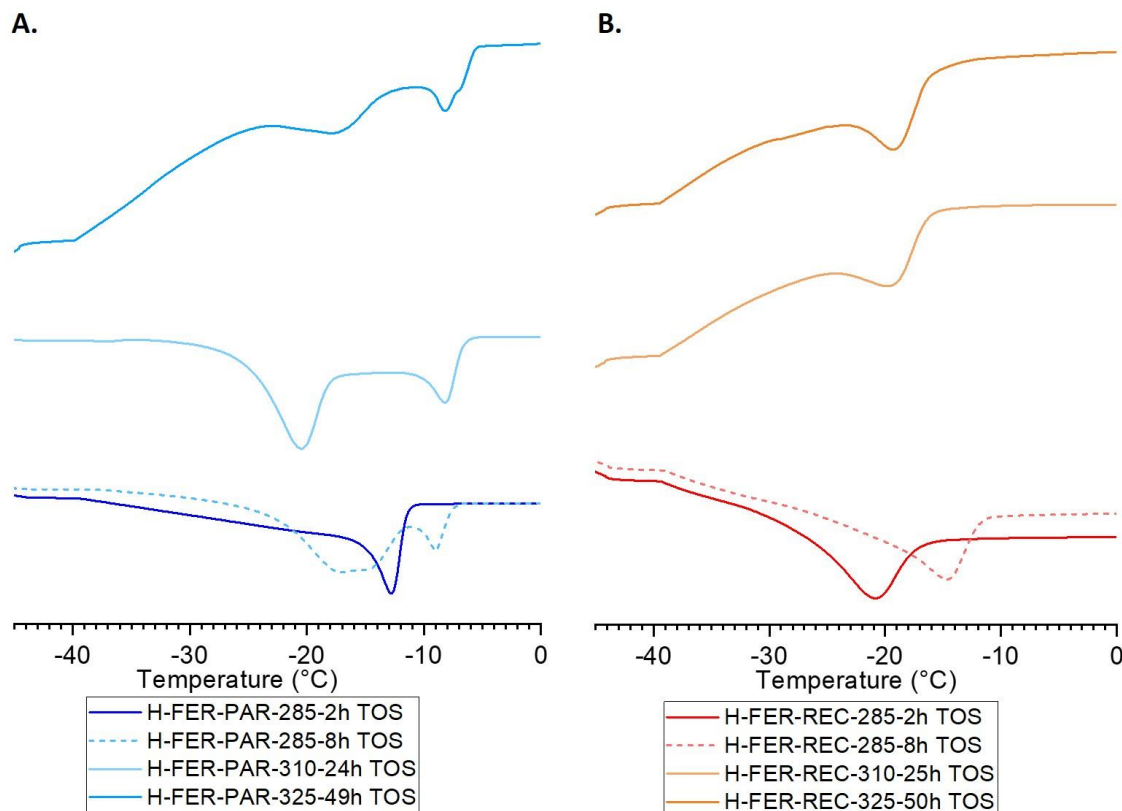 A.
-40 -30 -20 -10 0
Temperature (°C)
H-FER-PAR-285-2h TOS
H-FER-PAR-285-8h TOS
H-FER-PAR-310-24h TOS
H-FER-PAR-325-49h TOS
B.
-40 -30 -20 -10 0
Temperature (°C)
H-FER-REC-285-2h TOS
H-FER-REC-285-8h TOS
H-FER-REC-310-25h TOS
H-FER-REC-325-50h TOS